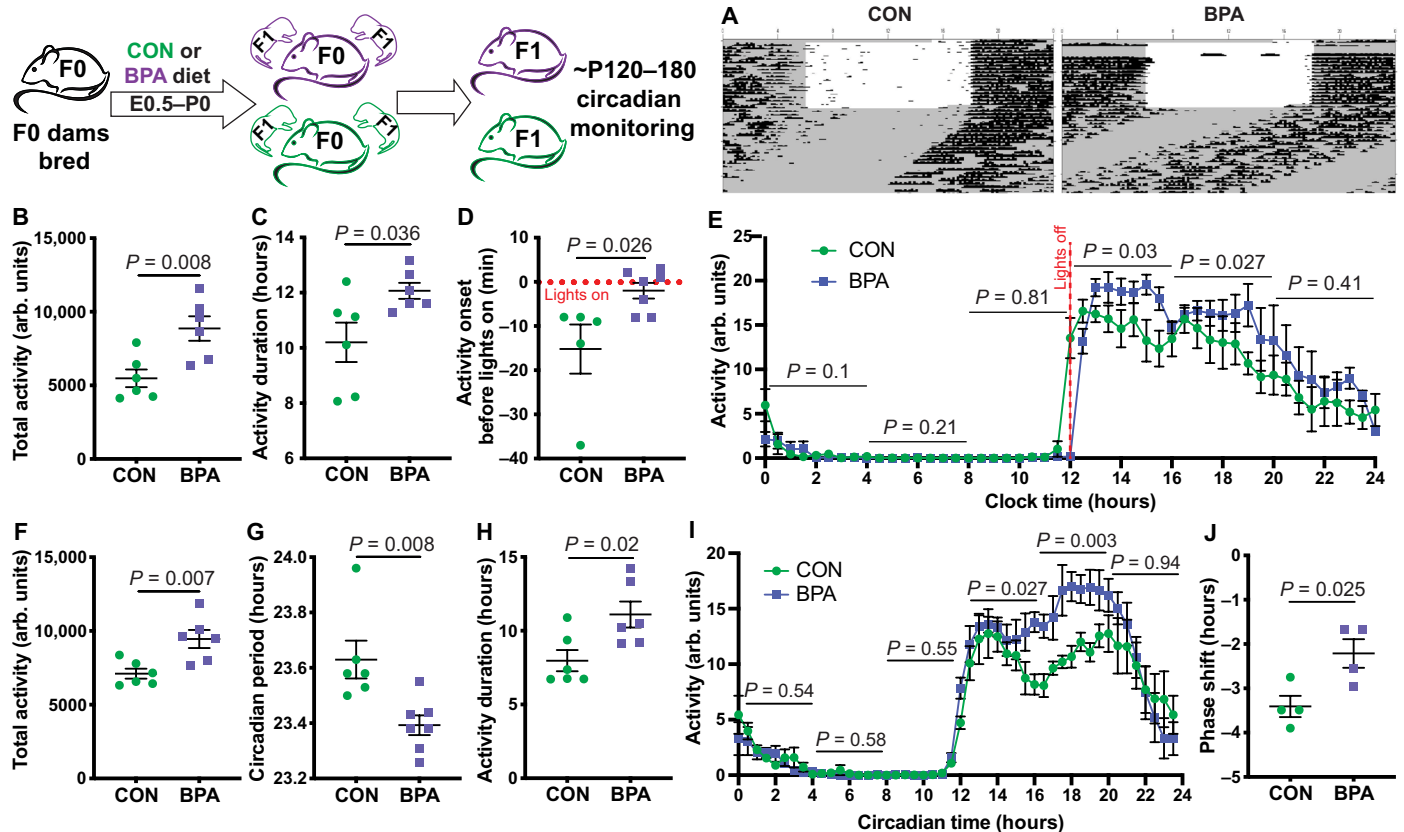 F0
CON or
BPA diet
E0.5–P0
F0 dams
bred
F1
F0
F1
F1
F0
F1
F1
F1
~P120–180
circadian
monitoring
A
CON
BPA
B
Total activity (arb. units)
15,000
10,000
5000
0
P = 0.008
CON
BPA
C
Activity duration (hours)
14
12
10
8
6
P = 0.036
CON
BPA
D
Activity onset
before lights on (min)
10
0
–10
–20
–30
–40
P = 0.026
Lights on
CON
BPA
E
Activity (arb. units)
25
20
15
10
5
0
CON
BPA
Lights off
P = 0.1
P = 0.21
P = 0.81
P = 0.03
P = 0.027
P = 0.41
0
2
4
6
8
10
12
14
16
18
20
22
24
Clock time (hours)
F
Total activity (arb. units)
15,000
10,000
5000
0
P = 0.007
CON
BPA
G
Circadian period (hours)
24.0
23.8
23.6
23.4
23.2
P = 0.008
CON
BPA
H
Activity duration (hours)
15
10
5
0
P = 0.02
CON
BPA
I
Activity (arb. units)
20
15
10
5
0
CON
BPA
P = 0.54
P = 0.58
P = 0.55
P = 0.027
P = 0.003
P = 0.94
0
2
4
6
8
10
12
14
16
18
20
22
24
Circadian time (hours)
J
Phase shift (hours)
0
–1
–2
–3
–4
–5
P = 0.025
CON
BPA